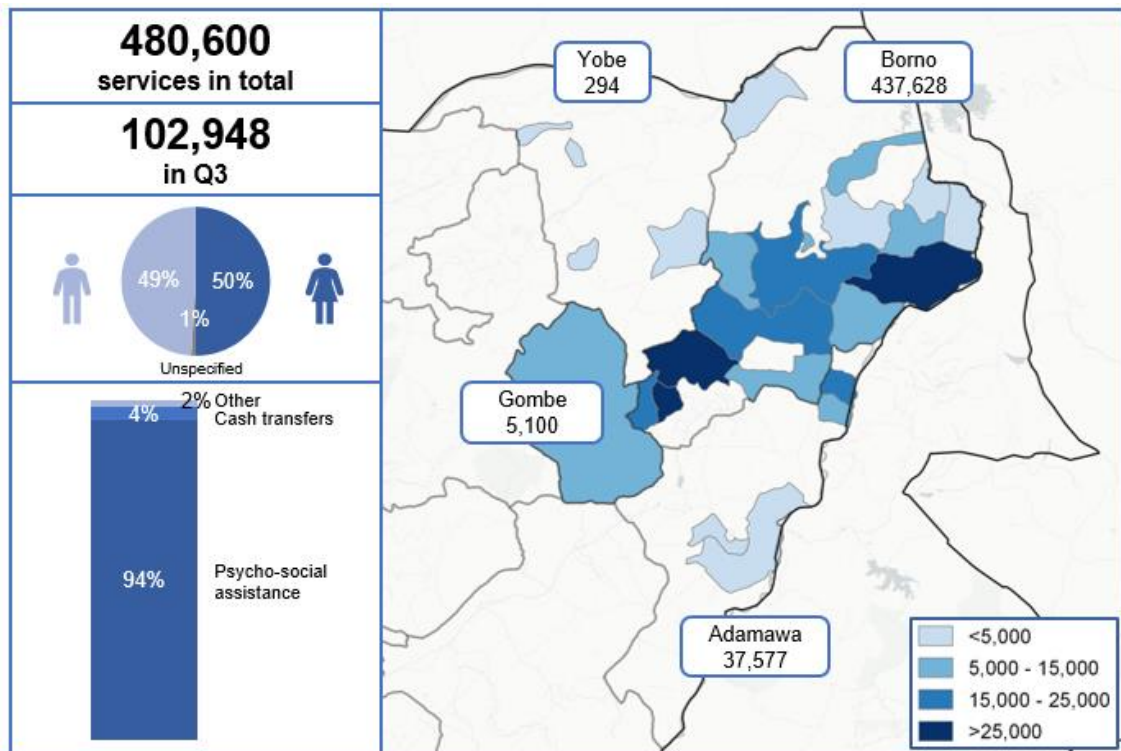 480,600
services in total
102,948
in Q3
49%
50%
1%
Unspecified
2% Other
4% Cash transfers
94%
Psycho-social
assistance
Yobe
294
Borno
437,628
Gombe
5,100
Adamawa
37,577
<5,000
5,000 - 15,000
15,000 - 25,000
>25,000